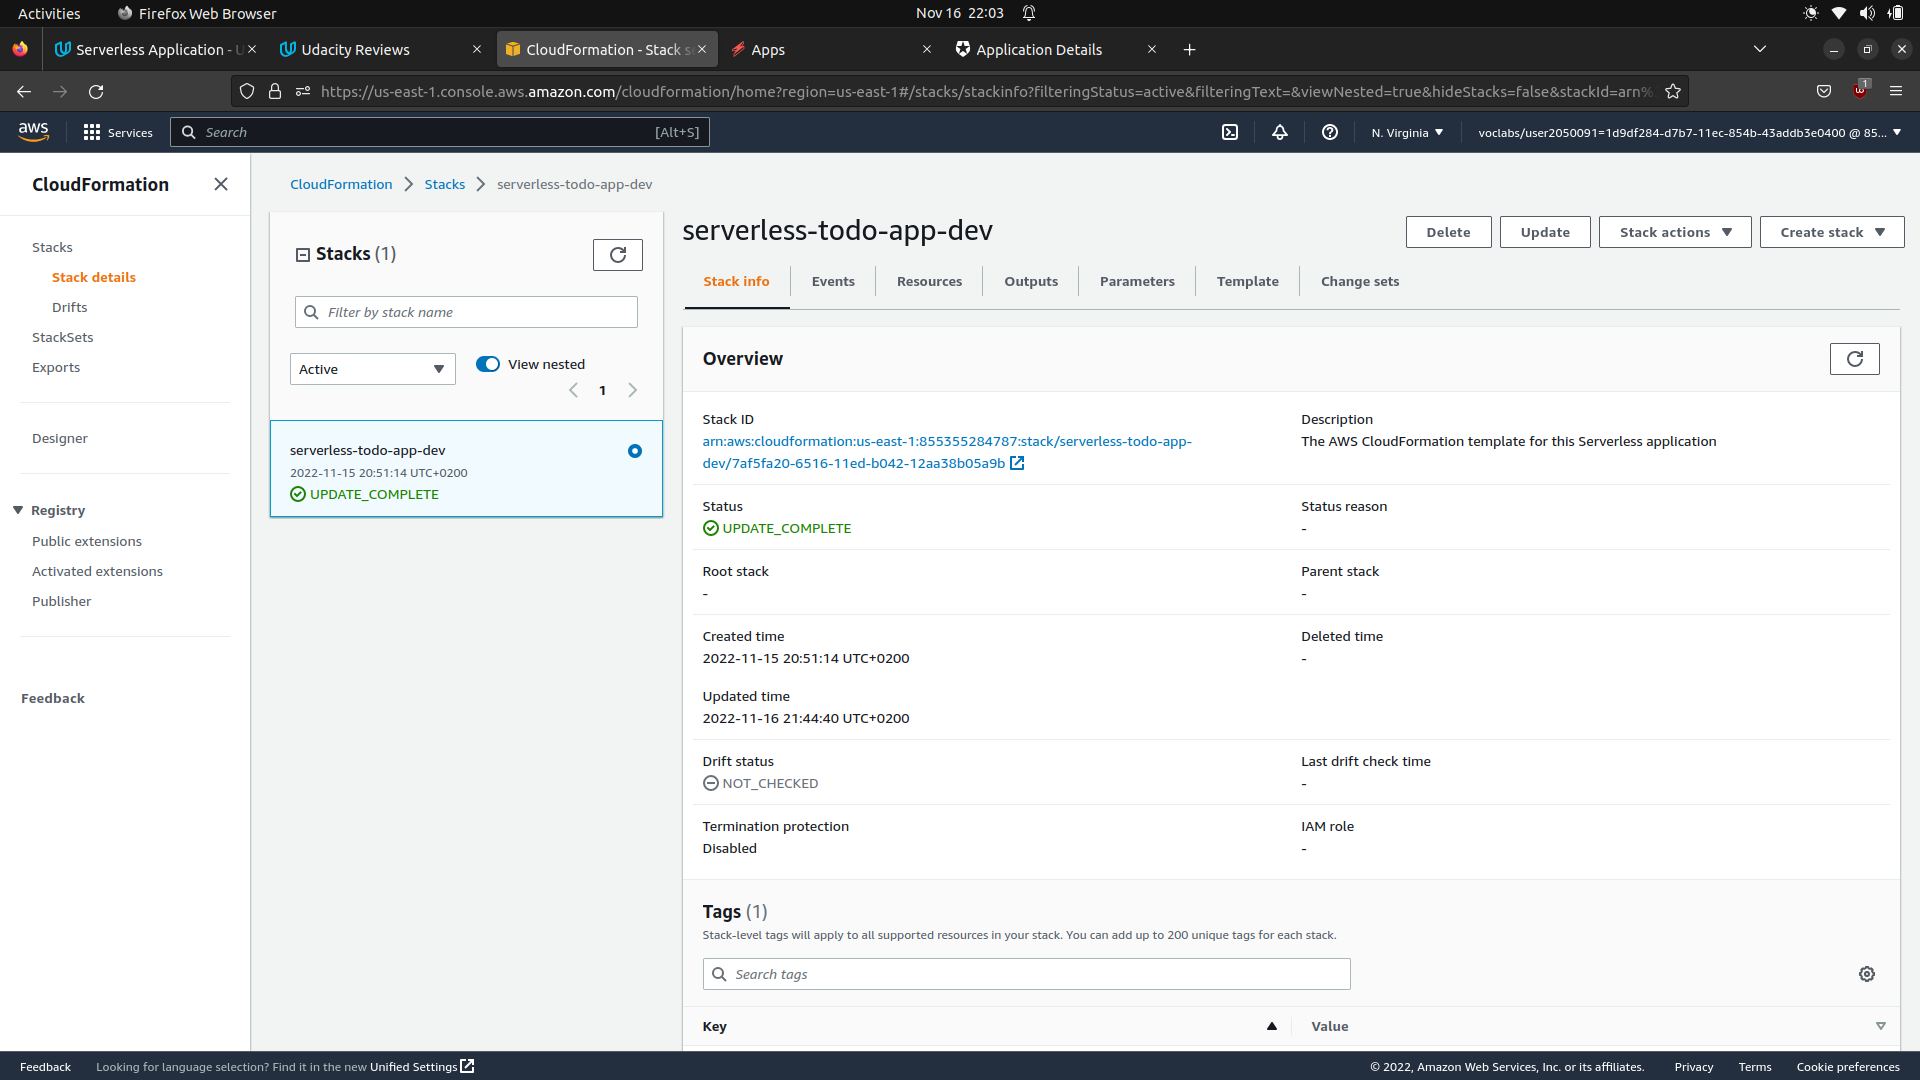 Activities
Firefox Web Browser
Nov 16 22:03
Serverless Application - U
Udacity Reviews
CloudFormation - Stack s
Apps
Application Details
https://us-east-1.console.aws.amazon.com/cloudformation/home?region=us-east-1#/stacks/stackinfo?filteringStatus=active&filteringText=&viewNested=true&hideStacks=false&stackId=arn%
1
aws
Services
Search
[Alt+S]
N. Virginia
voclabs/user2050091=1d9df284-d7b7-11ec-854b-43addb3e0400 @ 85...
CloudFormation
Stacks
Stack details
Drifts
StackSets
Exports
Designer
Registry
Public extensions
Activated extensions
Publisher
Feedback
CloudFormation
Stacks
serverless-todo-app-dev
Stacks (1)
Filter by stack name
Active
View nested
1
serverless-todo-app-dev
2022-11-15 20:51:14 UTC+0200
UPDATE_COMPLETE
serverless-todo-app-dev
Delete
Update
Stack actions
Create stack
Stack info
Events
Resources
Outputs
Parameters
Template
Change sets
Overview
Stack ID
arn:aws:cloudformation:us-east-1:855355284787:stack/serverless-todo-app-
dev/7af5fa20-6516-11ed-b042-12aa38b05a9b
Description
The AWS CloudFormation template for this Serverless application
Status
UPDATE_COMPLETE
Status reason
-
Root stack
-
Parent stack
-
Created time
2022-11-15 20:51:14 UTC+0200
Deleted time
-
Updated time
2022-11-16 21:44:40 UTC+0200
Drift status
NOT_CHECKED
Last drift check time
-
Termination protection
Disabled
IAM role
-
Tags (1)
Stack-level tags will apply to all supported resources in your stack. You can add up to 200 unique tags for each stack.
Search tags
Key
Value
Feedback
Looking for language selection? Find it in the new Unified Settings
© 2022, Amazon Web Services, Inc. or its affiliates.
Privacy
Terms
Cookie preferences